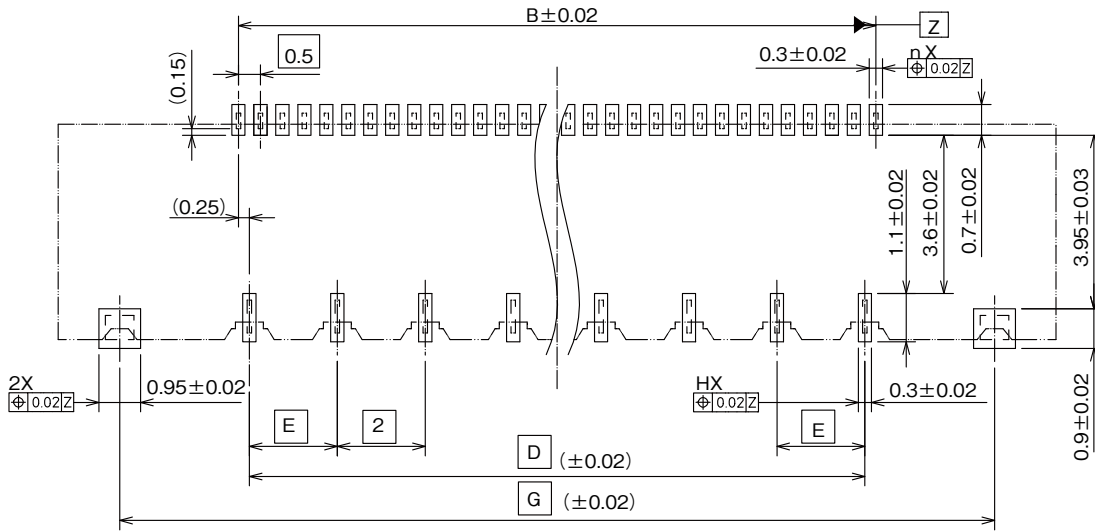 B±0.02
Z
0.5
0.3±0.02
n X
⌖ 0.02 Z
(0.15)
(0.25)
1.1±0.02
3.6±0.02
0.7±0.02
3.95±0.03
2X
⌖ 0.02 Z
0.95±0.02
HX
⌖ 0.02 Z
0.3±0.02
0.9±0.02
E
2
E
D (±0.02)
G (±0.02)